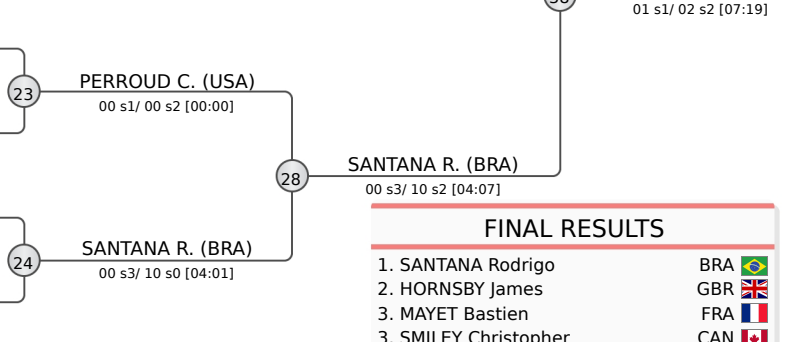 01 s1/ 02 s2 [07:19]
PERROUD C. (USA)
23
00 s1/ 00 s2 [00:00]
SANTANA R. (BRA)
28
00 s3/ 10 s2 [04:07]
FINAL RESULTS
SANTANA R. (BRA)
24
00 s3/ 10 s0 [04:01]
1. SANTANA Rodrigo BRA
2. HORNSBY James GBR
3. MAYET Bastien FRA
3. SMILEY Christopher CAN